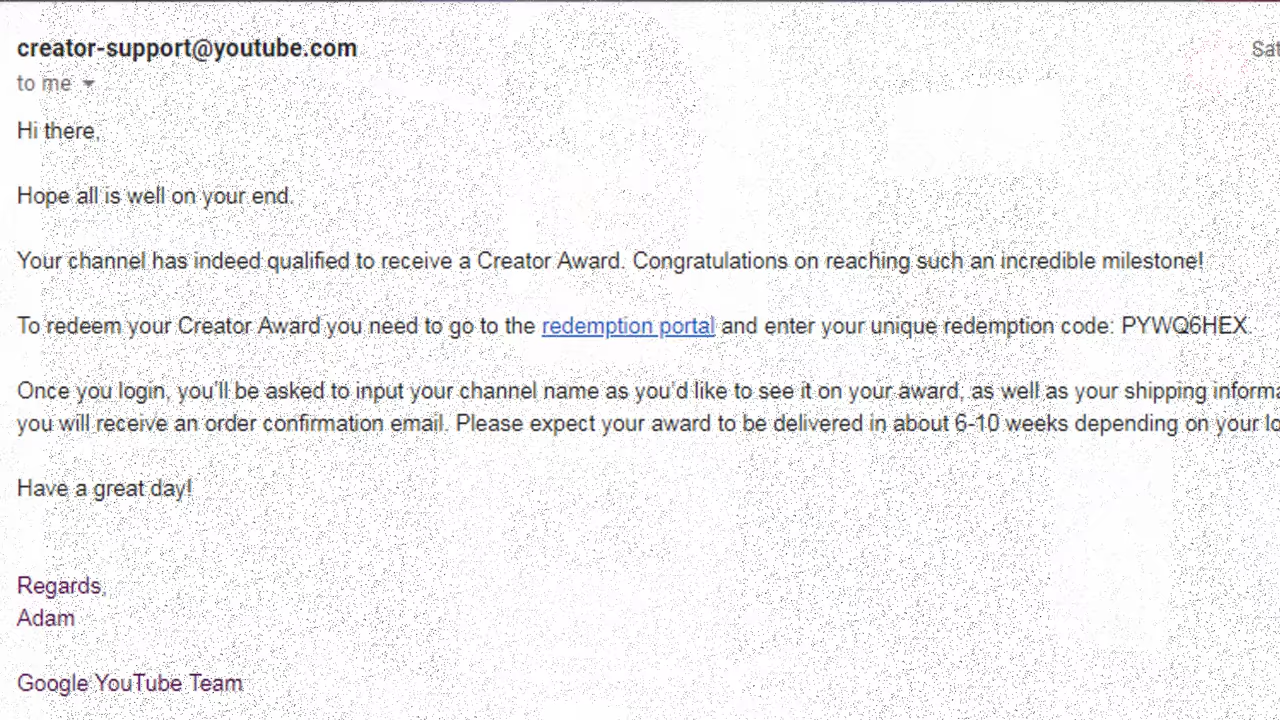 creator-support@youtube.com
Sat
to me
Hi there,
Hope all is well on your end.
Your channel has indeed qualified to receive a Creator Award. Congratulations on reaching such an incredible milestone!
To redeem your Creator Award you need to go to the redemption portal and enter your unique redemption code: PYWQ6HEX.
Once you login, you'll be asked to input your channel name as you'd like to see it on your award, as well as your shipping informa
you will receive an order confirmation email. Please expect your award to be delivered in about 6-10 weeks depending on your lo
Have a great day!
Regards,
Adam
Google YouTube Team